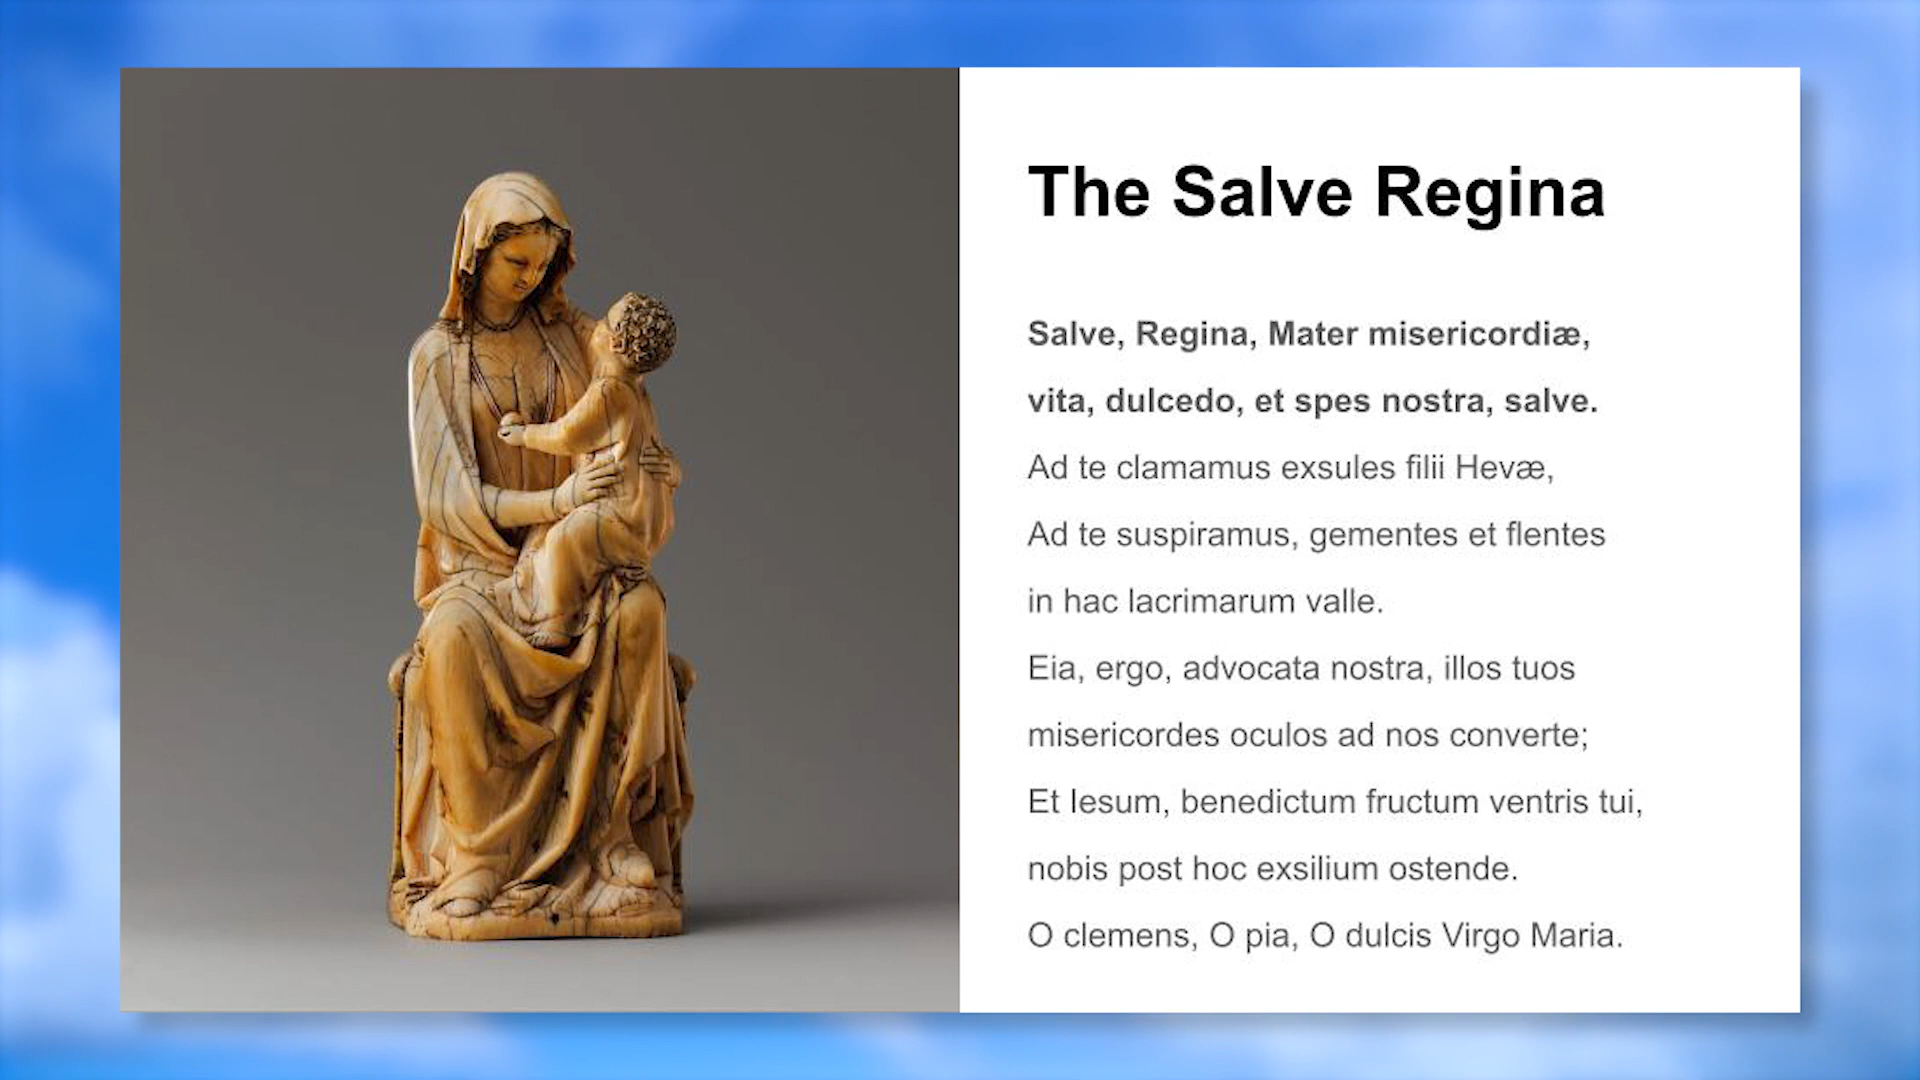 The Salve Regina
Salve, Regina, Mater misericordiæ,
vita, dulcedo, et spes nostra, salve.
Ad te clamamus exsules filii Hevæ,
Ad te suspiramus, gementes et flentes
in hac lacrimarum valle.
Eia, ergo, advocata nostra, illos tuos
misericordes oculos ad nos converte;
Et Iesum, benedictum fructum ventris tui,
nobis post hoc exsilium ostende.
O clemens, O pia, O dulcis Virgo Maria.